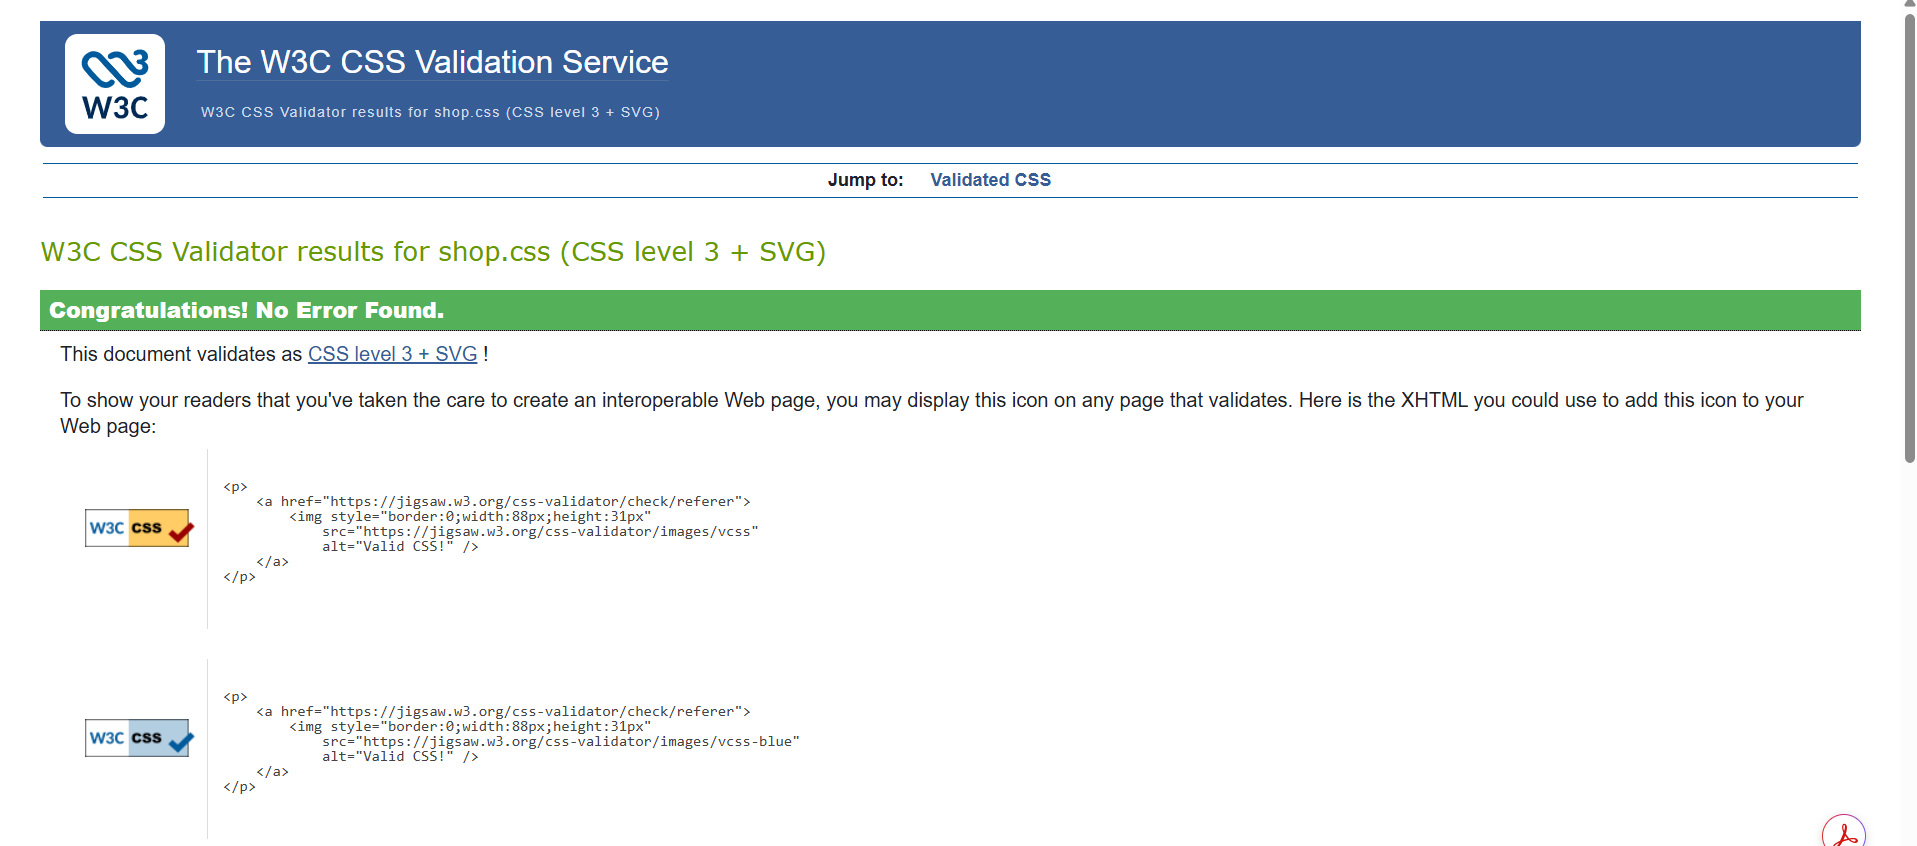 W3C
The W3C CSS Validation Service
W3C CSS Validator results for shop.css (CSS level 3 + SVG)
Jump to: Validated CSS
W3C CSS Validator results for shop.css (CSS level 3 + SVG)
Congratulations! No Error Found.
This document validates as CSS level 3 + SVG !
To show your readers that you've taken the care to create an interoperable Web page, you may display this icon on any page that validates. Here is the XHTML you could use to add this icon to your
Web page:
W3C css
<p>
    <a href="https://jigsaw.w3.org/css-validator/check/referer">
        <img style="border:0;width:88px;height:31px"
            src="https://jigsaw.w3.org/css-validator/images/vcss"
            alt="Valid CSS!" />
    </a>
</p>
W3C css
<p>
    <a href="https://jigsaw.w3.org/css-validator/check/referer">
        <img style="border:0;width:88px;height:31px"
            src="https://jigsaw.w3.org/css-validator/images/vcss-blue"
            alt="Valid CSS!" />
    </a>
</p>